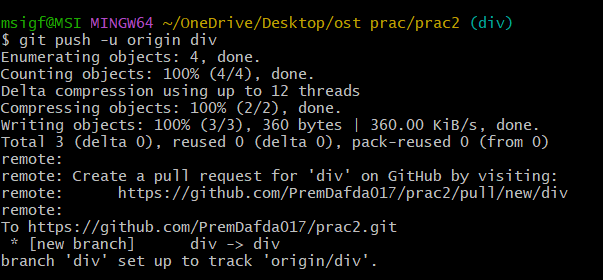 msigf@MSI MINGW64 ~/OneDrive/Desktop/ost prac/prac2 (div)
$ git push -u origin div
Enumerating objects: 4, done.
Counting objects: 100% (4/4), done.
Delta compression using up to 12 threads
Compressing objects: 100% (2/2), done.
Writing objects: 100% (3/3), 360 bytes | 360.00 KiB/s, done.
Total 3 (delta 0), reused 0 (delta 0), pack-reused 0 (from 0)
remote:
remote: Create a pull request for 'div' on GitHub by visiting:
remote:      https://github.com/PremDafda017/prac2/pull/new/div
remote:
To https://github.com/PremDafda017/prac2.git
 * [new branch]      div -> div
branch 'div' set up to track 'origin/div'.